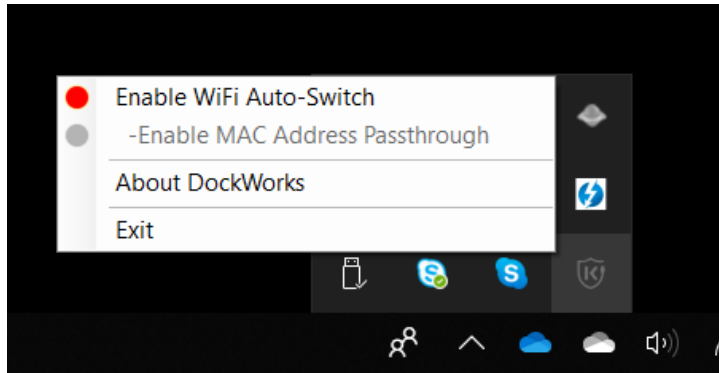 Enable WiFi Auto-Switch
-Enable MAC Address Passthrough
About DockWorks
Exit